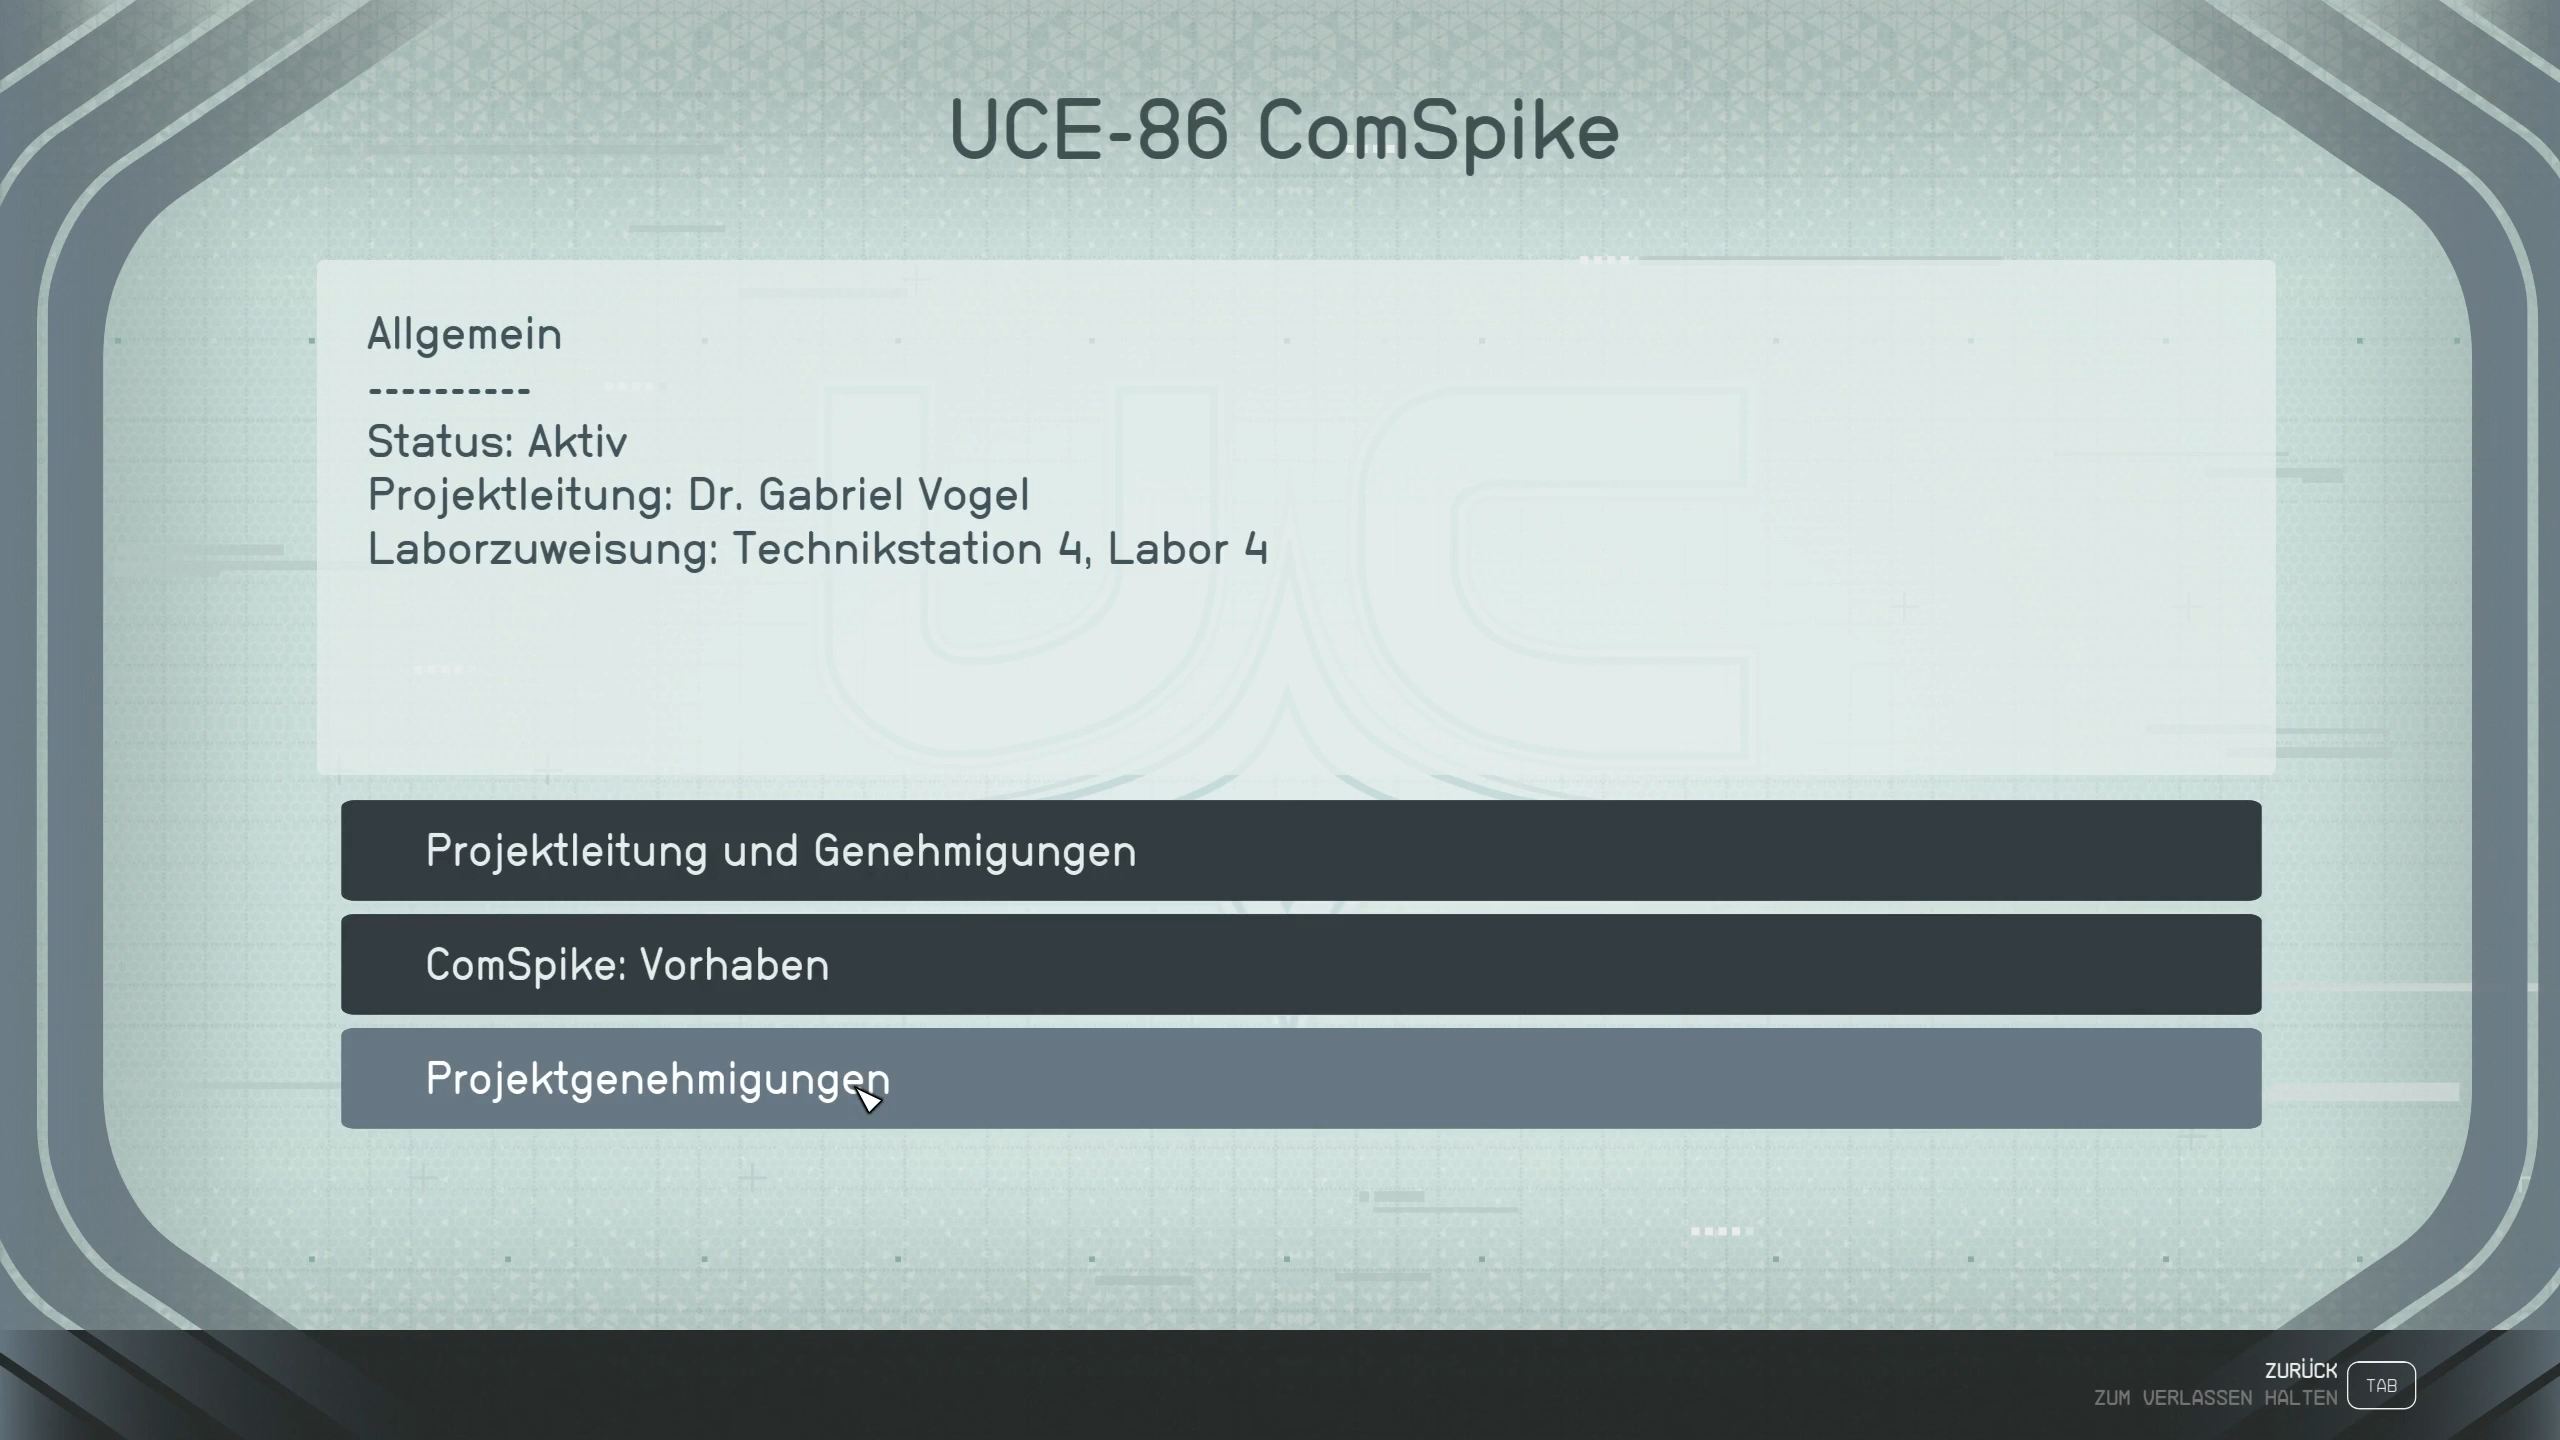 UCE-86 ComSpike
Allgemein
----------
Status: Aktiv
Projektleitung: Dr. Gabriel Vogel
Laborzuweisung: Technikstation 4, Labor 4
UC
Projektleitung und Genehmigungen
ComSpike: Vorhaben
Projektgenehmigungen
ZURÜCK
ZUM VERLASSEN HALTEN
TAB